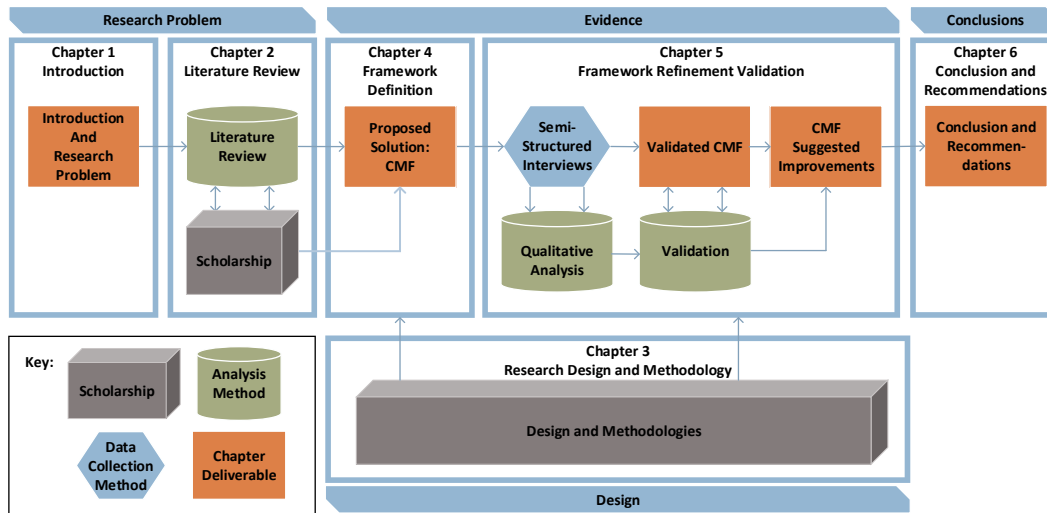 Research Problem
Evidence
Conclusions
Chapter 1
Introduction
Introduction
And
Research
Problem
Chapter 2
Literature Review
Literature
Review
Scholarship
Chapter 4
Framework
Definition
Proposed
Solution:
CMF
Chapter 5
Framework Refinement Validation
Semi-
Structured
Interviews
Validated CMF
CMF
Suggested
Improvements
Qualitative
Analysis
Validation
Chapter 6
Conclusion and
Recommendations
Conclusion and
Recommen-
dations
Key:
Scholarship
Analysis
Method
Data
Collection
Method
Chapter
Deliverable
Chapter 3
Research Design and Methodology
Design and Methodologies
Design